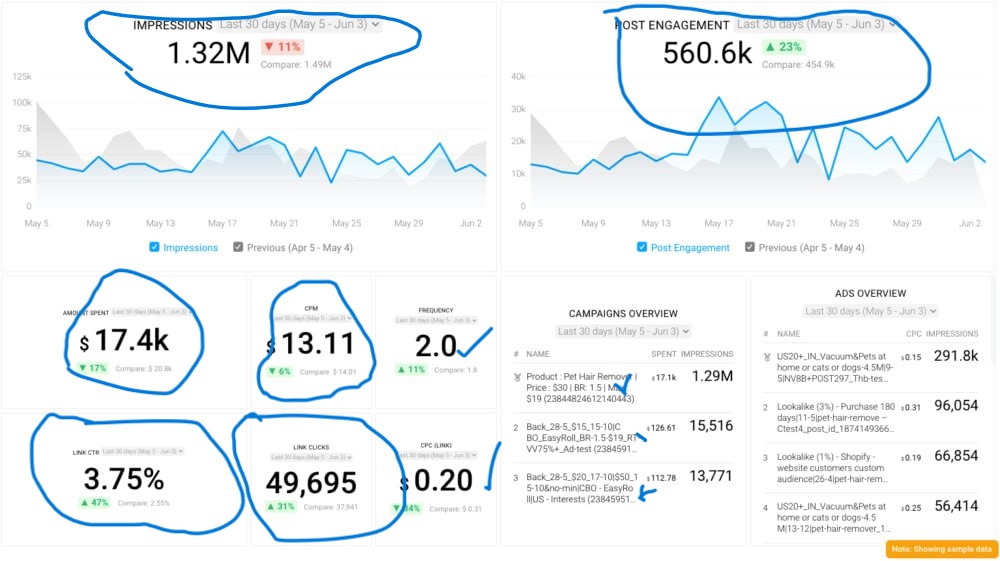 IMPRESSIONS Last 30 days (May 5 - Jun 3)
1.32M ▼ 11%
Compare: 1.49M
125k
100k
75k
50k
25k
0
May 5 May 9 May 13 May 17 May 21 May 25 May 29 Jun 2
Impressions Previous (Apr 5 - May 4)
POST ENGAGEMENT Last 30 days (May 5 - Jun 3)
560.6k ▲ 23%
Compare: 454.9k
40k
30k
20k
10k
0
May 5 May 9 May 13 May 17 May 21 May 25 May 29 Jun 2
Post Engagement Previous (Apr 5 - May 4)
AMOUNT SPENT Last 30 days (May 5 - Jun 3)
$ 17.4k
▼ 17% Compare: $ 20.8k
CPM
Last 30 days (May 5 - Jun 3)
$ 13.11
▼ 6% Compare: $ 14.01
FREQUENCY
Last 30 days (May 5 - Jun 3)
2.0
▲ 11% Compare: 1.8
LINK CTR Last 30 days (May 5 - Jun 3)
3.75%
▲ 47% Compare: 2.55%
LINK CLICKS
Last 30 days (May 5 - Jun 3)
49,695
▲ 31% Compare: 37,941
CPC (LINK)
Last 30 days (May 5 - Jun 3)
$ 0.20
▼ 34% Compare: $ 0.31
CAMPAIGNS OVERVIEW
Last 30 days (May 5 - Jun 3)
# NAME SPENT IMPRESSIONS
Product : Pet Hair Remover | $17.1k 1.29M
Price : $30 | BR: 1.5 | Ma
$19 (23844824612140443)
2 Back_28-5_$15_15-10|C $126.61 15,516
BO_EasyRoll_BR-1.5-$19_RT
VV75%+_Ad-test (2384591...
3 Back_28-5_$20_17-10|$50_1 $112.78 13,771
5-10&no-min|CBO - EasyRo
ll|US - Interests (23845951...
ADS OVERVIEW
Last 30 days (May 5 - Jun 3)
# NAME CPC IMPRESSIONS
US20+_IN_Vacuum&Pets at $0.15 291.8k
home or cats or dogs-4.5M|9-
5|NV8B+POST297_Thb-tes...
2 Lookalike (3%) - Purchase 180 $0.31 96,054
days|11-5|pet-hair-remove –
Ctest4_post_id_1874149366...
3 Lookalike (1%) - Shopify - $0.19 66,854
website customers custom
audience|26-4|pet-hair-rem...
4 US20+_IN_Vacuum&Pets at $0.25 56,414
home or cats or dogs-4.5
M|13-12|pet-hair-remover_1...
Note: Showing sample data